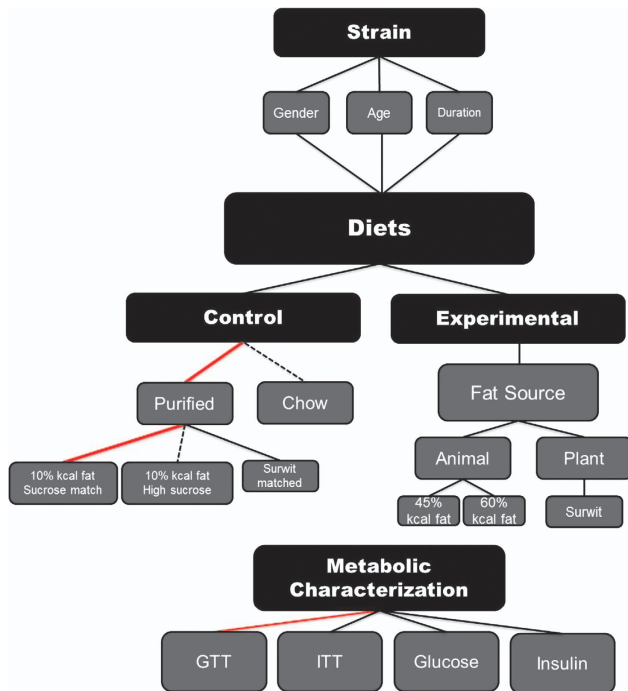 Strain
Gender
Age
Duration
Diets
Control
Experimental
Purified
Chow
Fat Source
10% kcal fat
Sucrose match
10% kcal fat
High sucrose
Surwit
matched
Animal
Plant
45%
kcal fat
60%
kcal fat
Surwit
Metabolic
Characterization
GTT
ITT
Glucose
Insulin